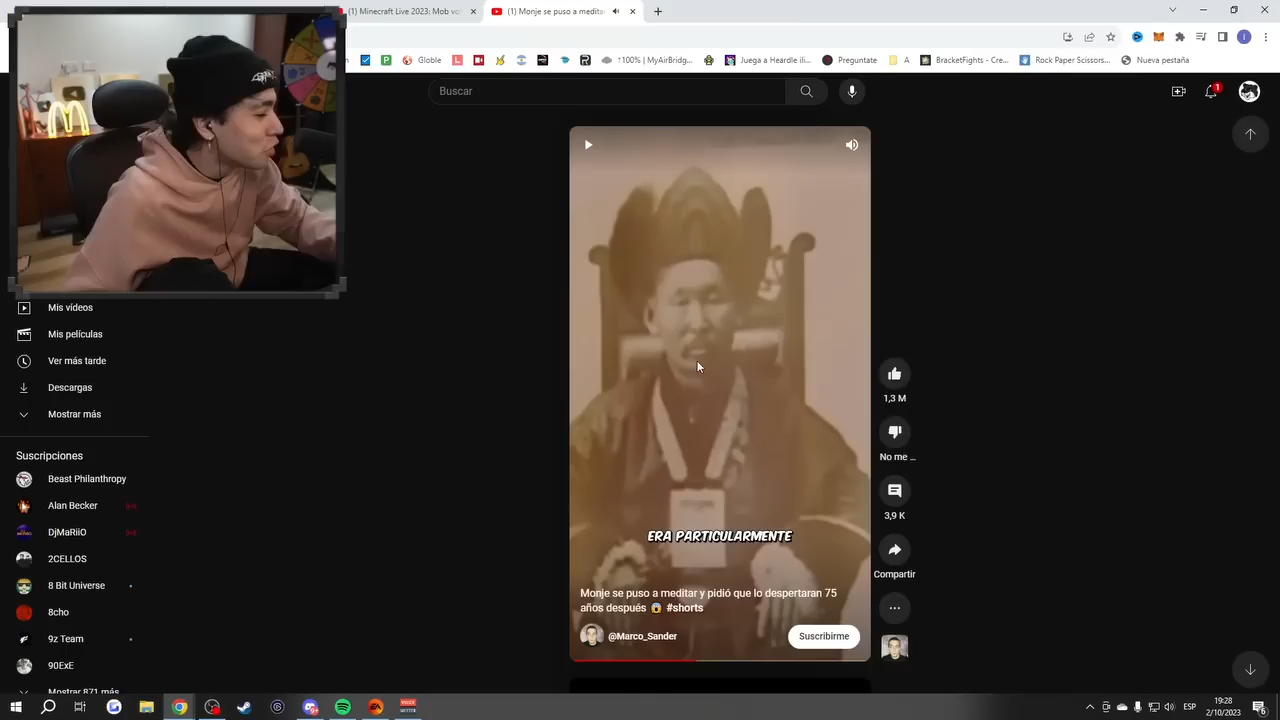 (1) Minecraft Live 2023: Mob vo
(1) Monje se puso a medita
Globle
↑100% | MyAirBridg...
Juega a Heardle ili...
Preguntate
A
BracketFights - Cre...
Rock Paper Scissors...
Nueva pestaña
Buscar
1
Mis vídeos
Mis películas
Ver más tarde
Descargas
Mostrar más
Suscripciones
Beast Philanthropy
Alan Becker
DjMaRiiO
2CELLOS
8 Bit Universe
8cho
9z Team
90ExE
Mostrar 871 más
ERA PARTICULARMENTE
Monje se puso a meditar y pidió que lo despertaran 75
años después 😱 #shorts
@Marco_Sander
Suscribirme
1,3 M
No me ...
3,9 K
Compartir
ESP
19:28
2/10/2023